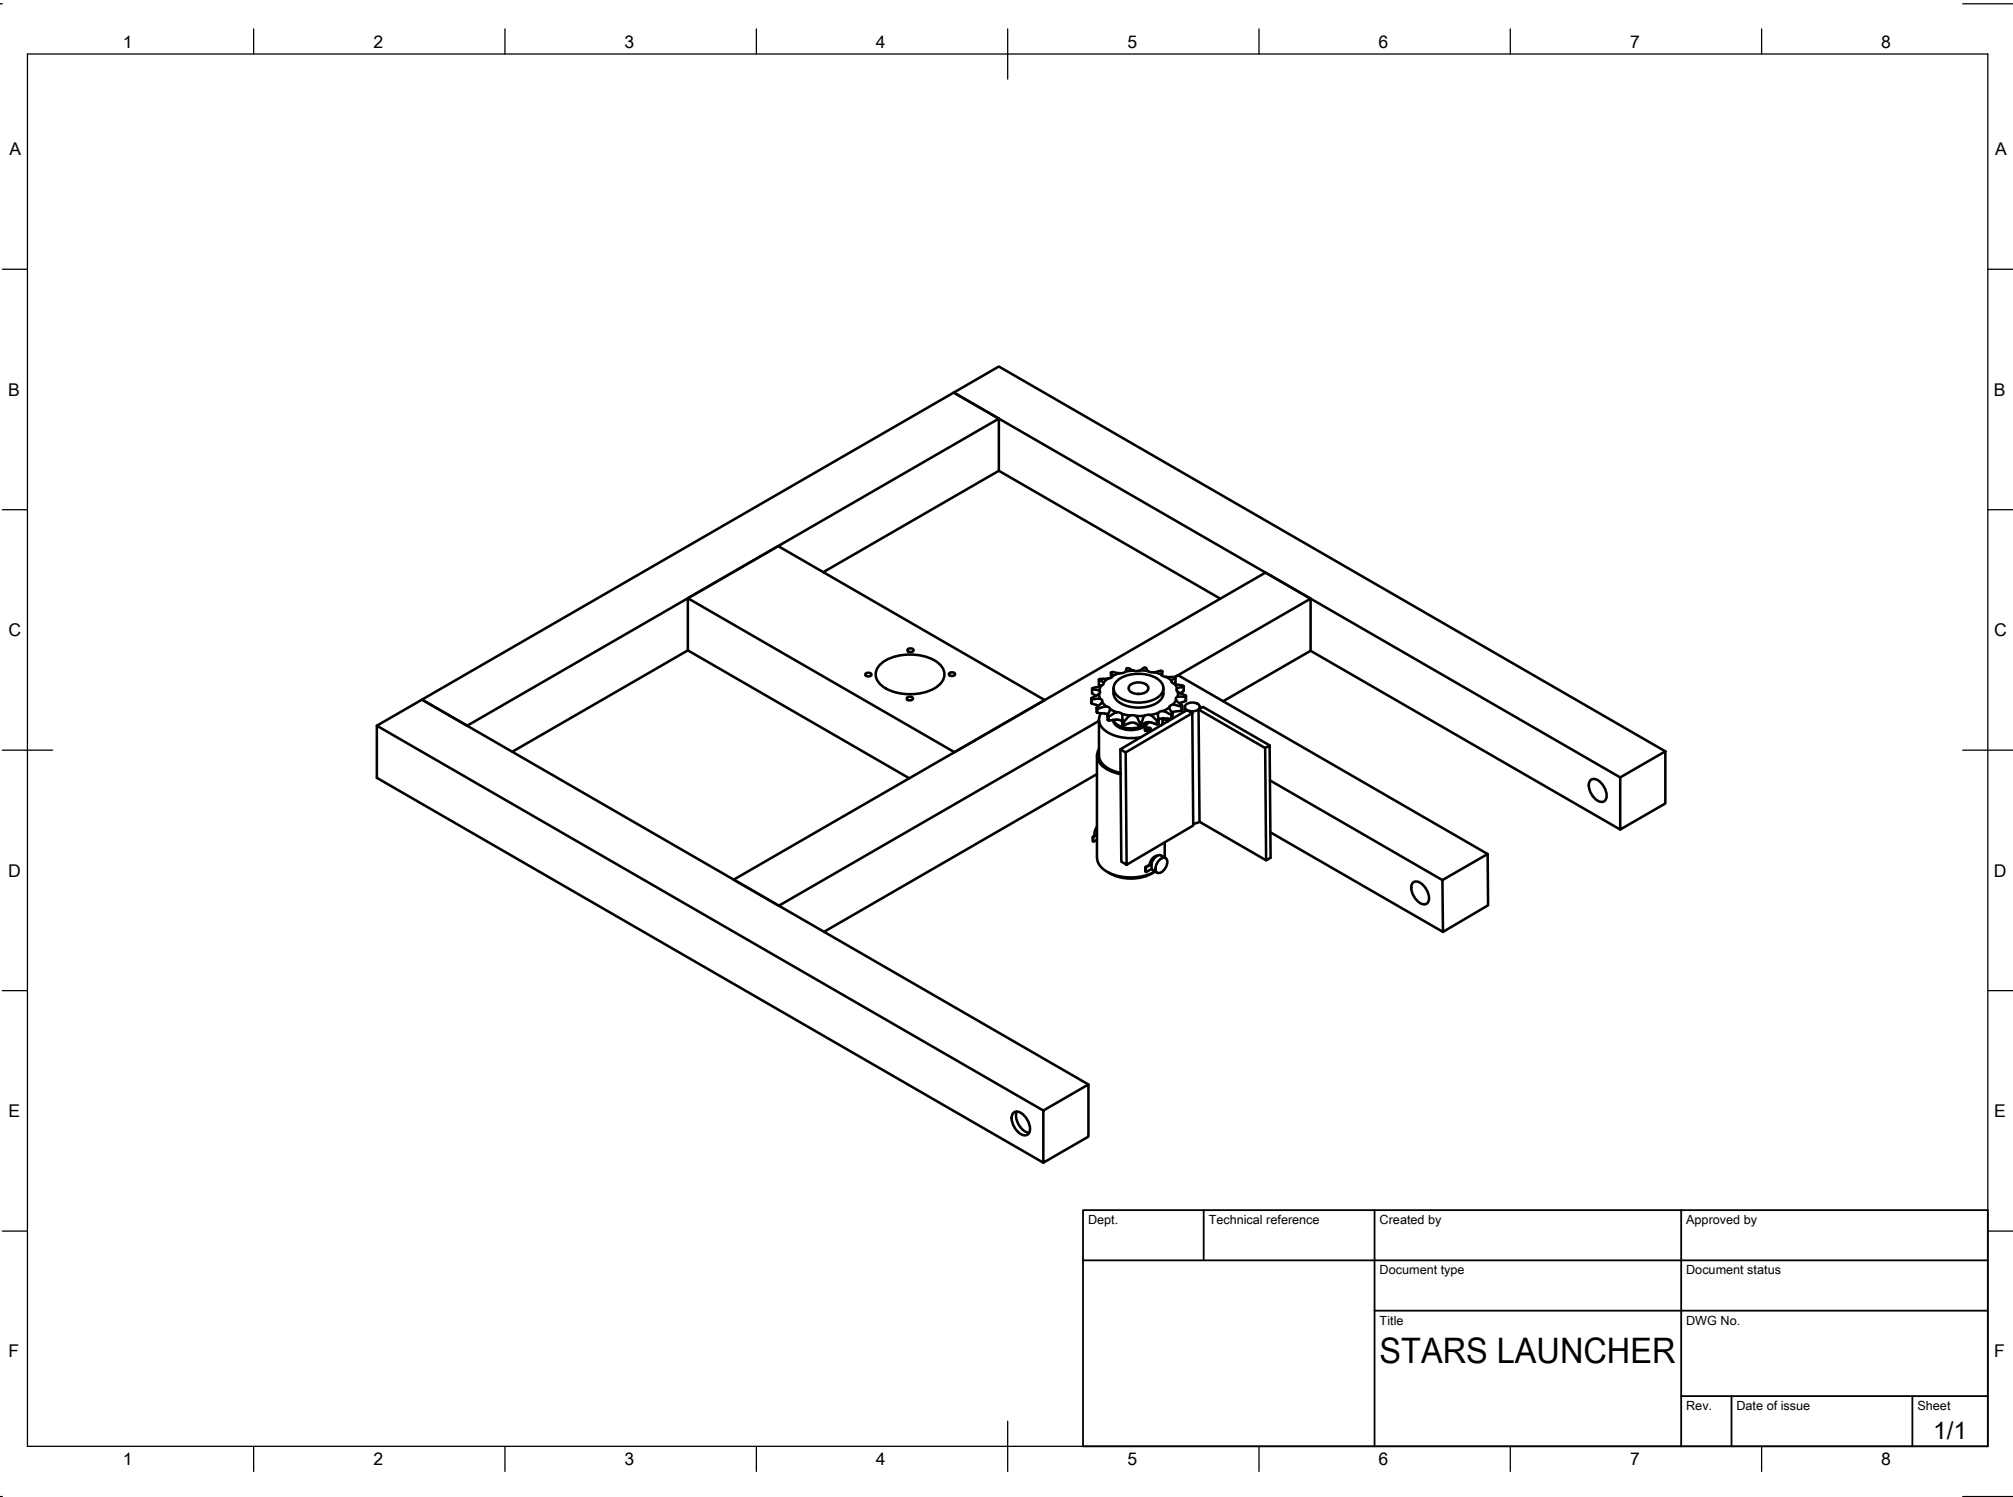 1 2 3 4 5 6 7 8
A A
B B
C C
D D
E E
Dept. Technical reference Created by Approved by
Document type Document status
Title DWG No.
STARS LAUNCHER
F F
Rev. Date of issue Sheet
1/1
1 2 3 4 5 6 7 8